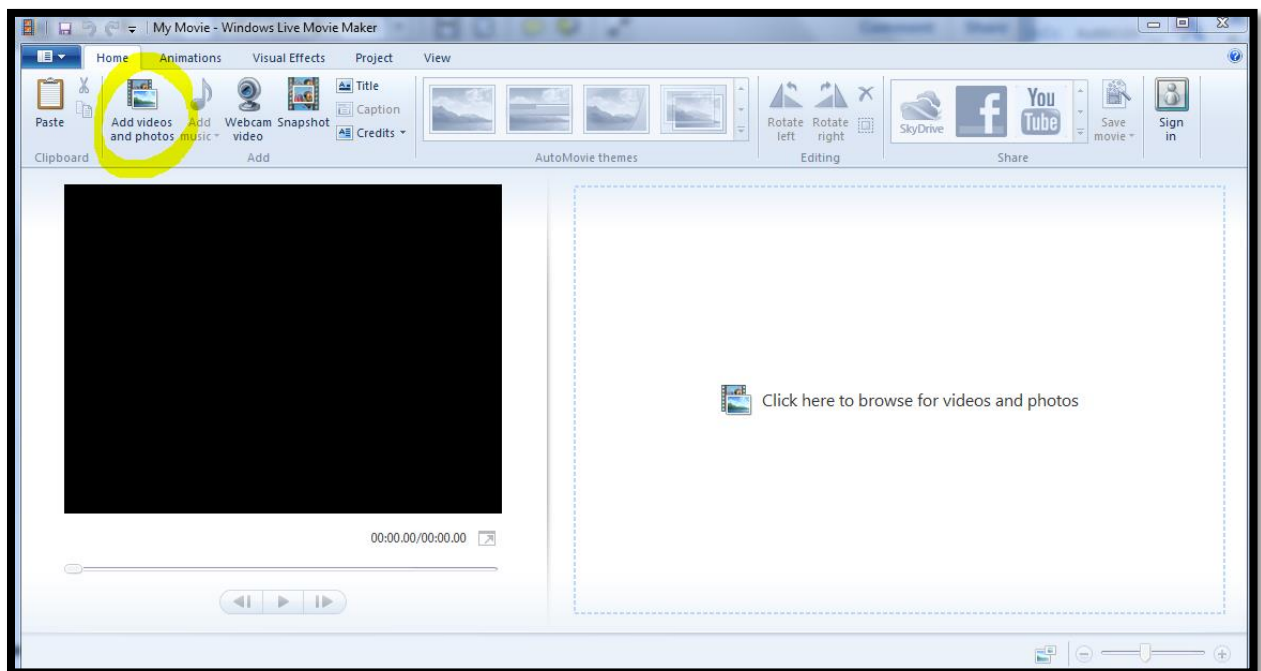 My Movie - Windows Live Movie Maker
Home Animations Visual Effects Project View
Paste
Add videos and photos
Add music
Webcam video
Snapshot
Title
Caption
Credits
Rotate left
Rotate right
SkyDrive
f
You Tube
Save movie
Sign in
Clipboard Add AutoMovie themes Editing Share
Click here to browse for videos and photos
00:00.00/00:00.00